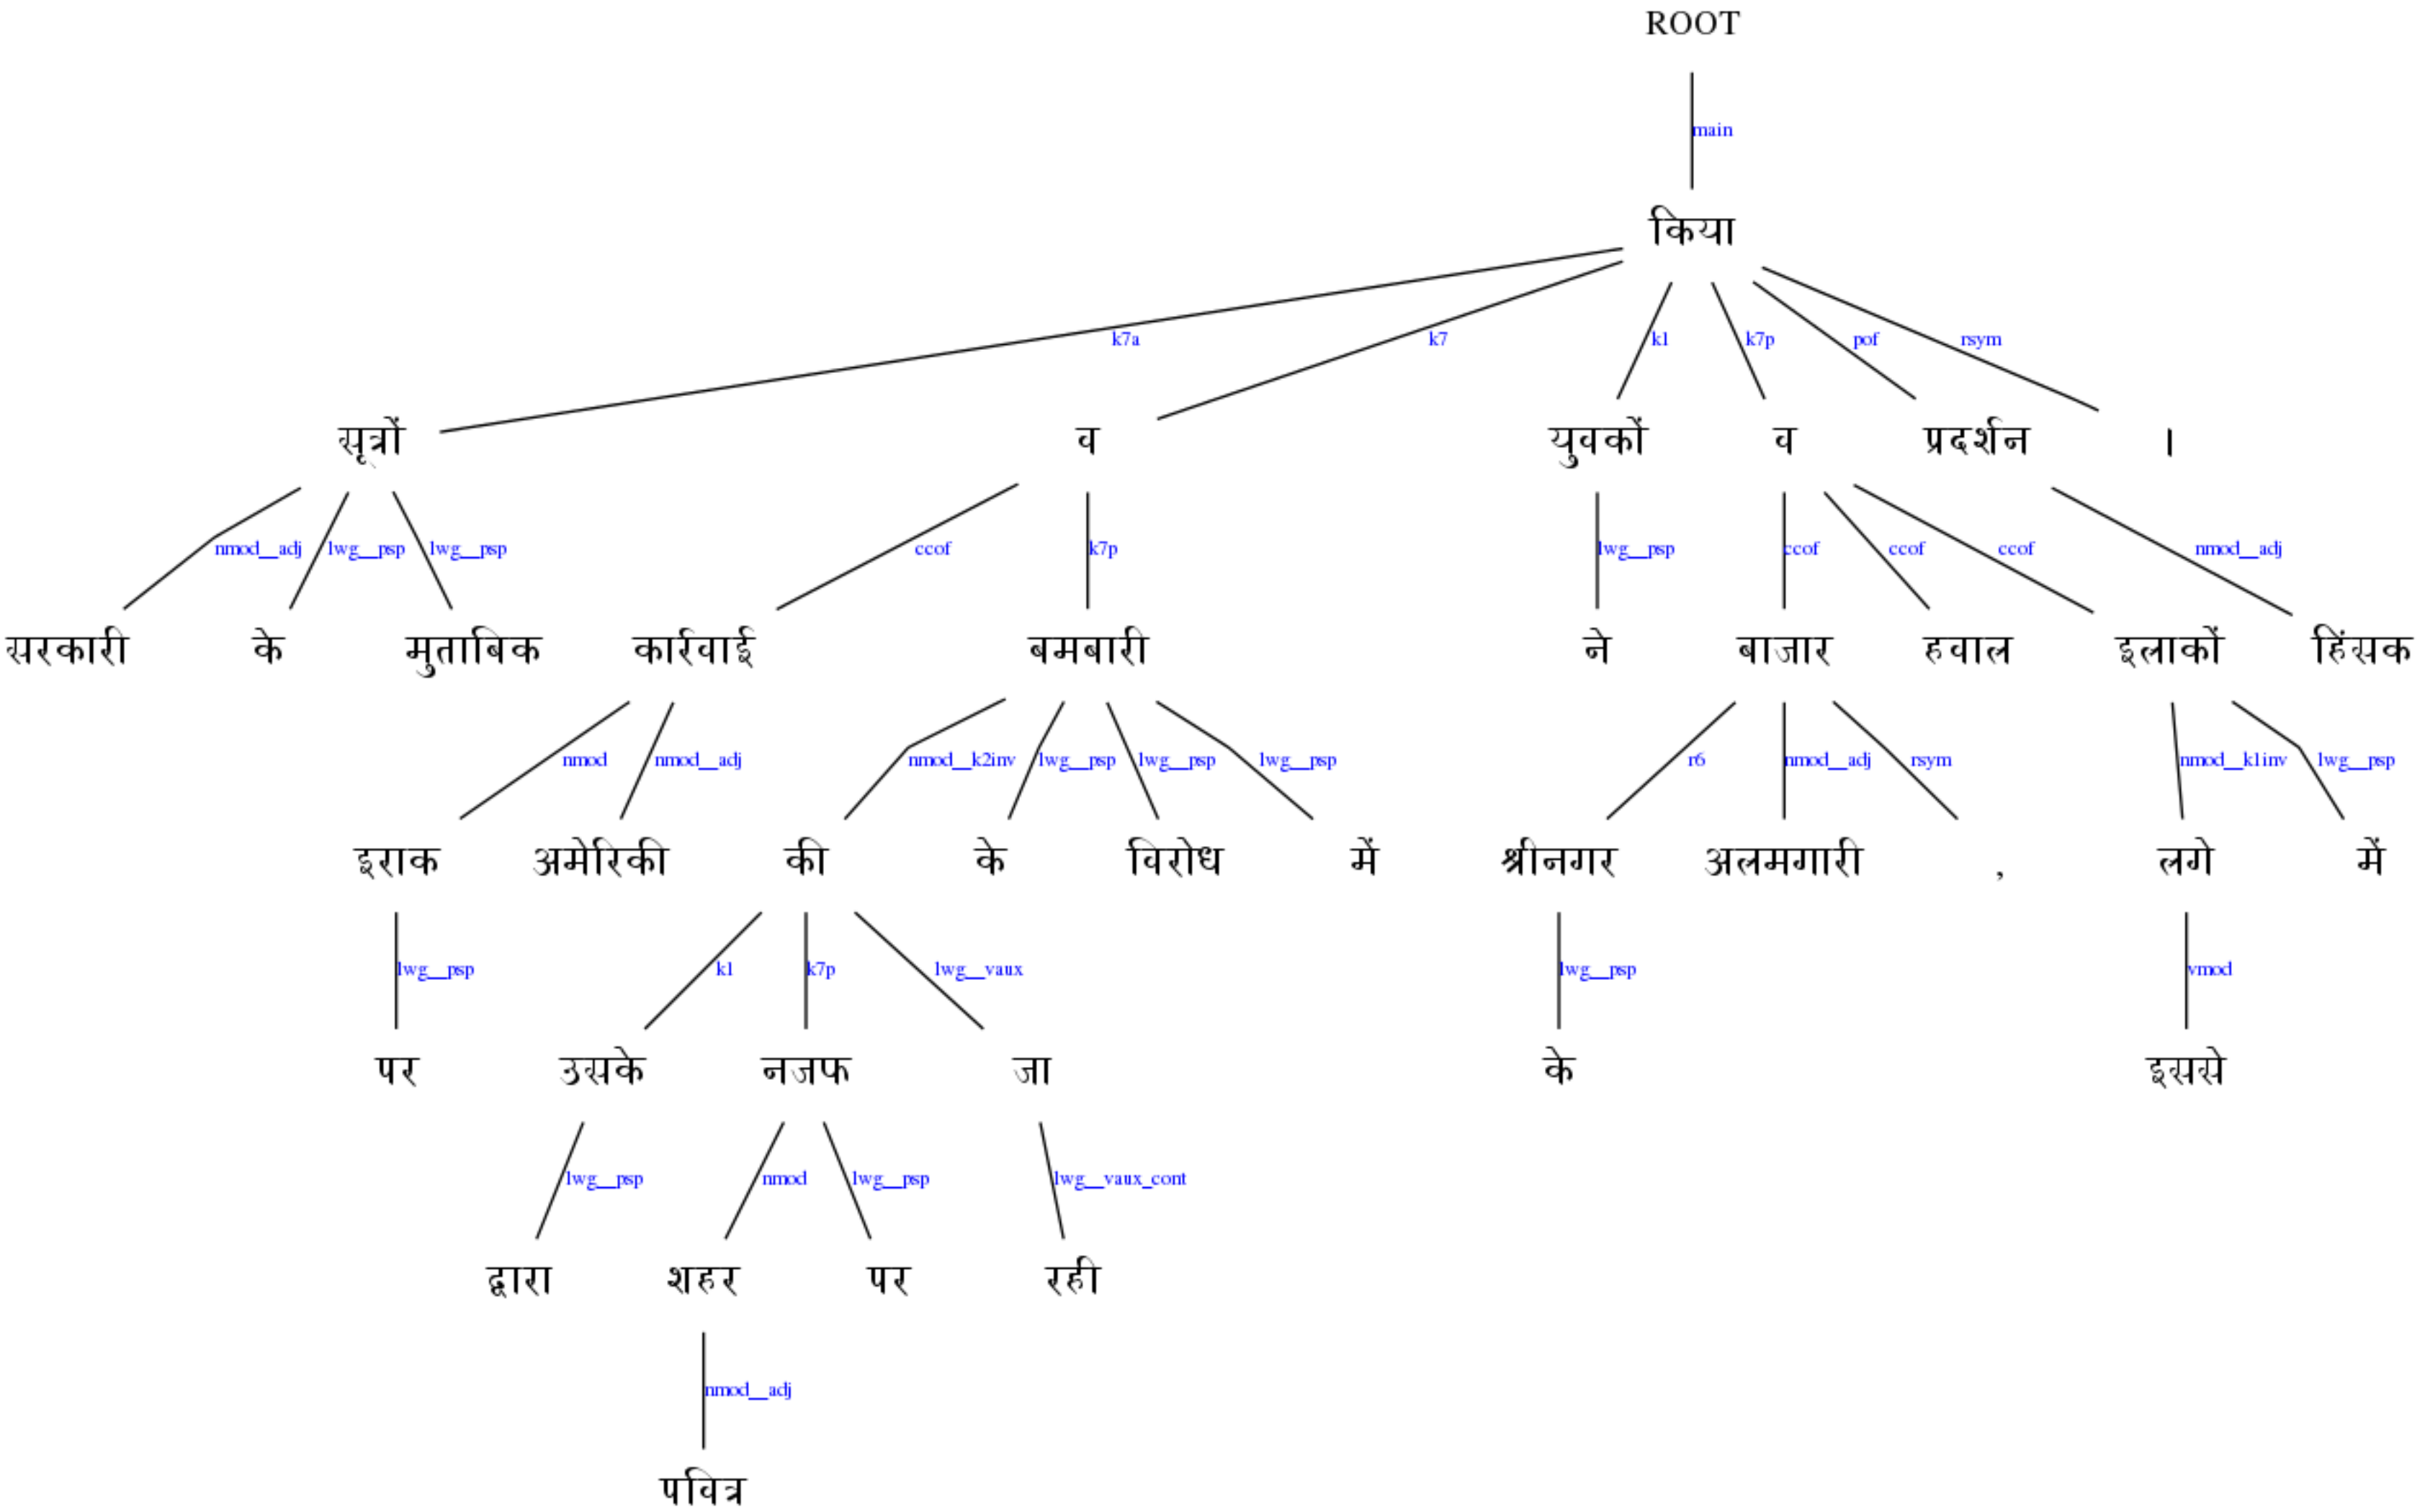 ROOT
main
किया
k7a k7 k1 k7p pof rsym
सूत्रों व युवकों व प्रदर्शन ।
nmod__adj lwg__psp lwg__psp ccof k7p lwg__psp ccof ccof ccof nmod__adj
सरकारी के मुताबिक कार्रवाई बमबारी ने बाजार हवाल इलाकों हिंसक
nmod nmod__adj nmod__k2inv lwg__psp lwg__psp lwg__psp r6 nmod__adj rsym nmod__k1inv lwg__psp
इराक अमेरिकी की के विरोध में श्रीनगर अलमगारी , लगे में
lwg__psp k1 k7p lwg__vaux lwg__psp vmod
पर उसके नजफ जा के इससे
lwg__psp nmod lwg__psp lwg__vaux_cont
द्वारा शहर पर रही
nmod__adj
पवित्र